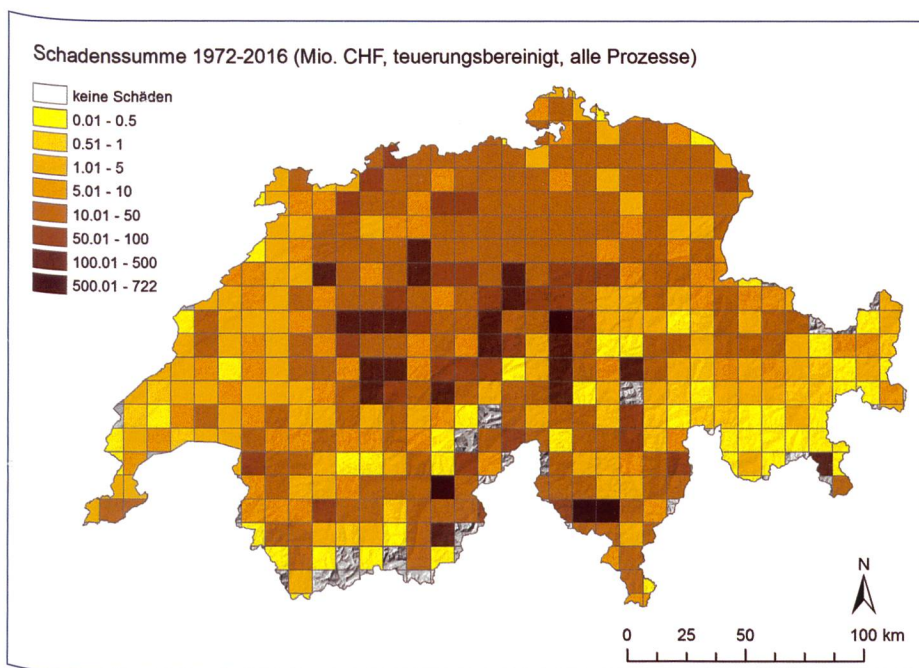 Schadenssumme 1972-2016 (Mio. CHF, teuerungsbereinigt, alle Prozesse)
keine Schäden
0.01 - 0.5
0.51 - 1
1.01 - 5
5.01 - 10
10.01 - 50
50.01 - 100
100.01 - 500
500.01 - 722
N
0 25 50 100 km